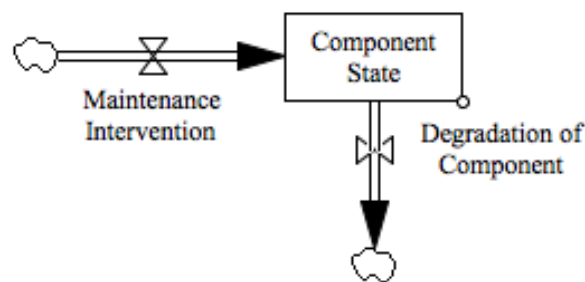 Component
State
Maintenance
Intervention
Degradation of
Component